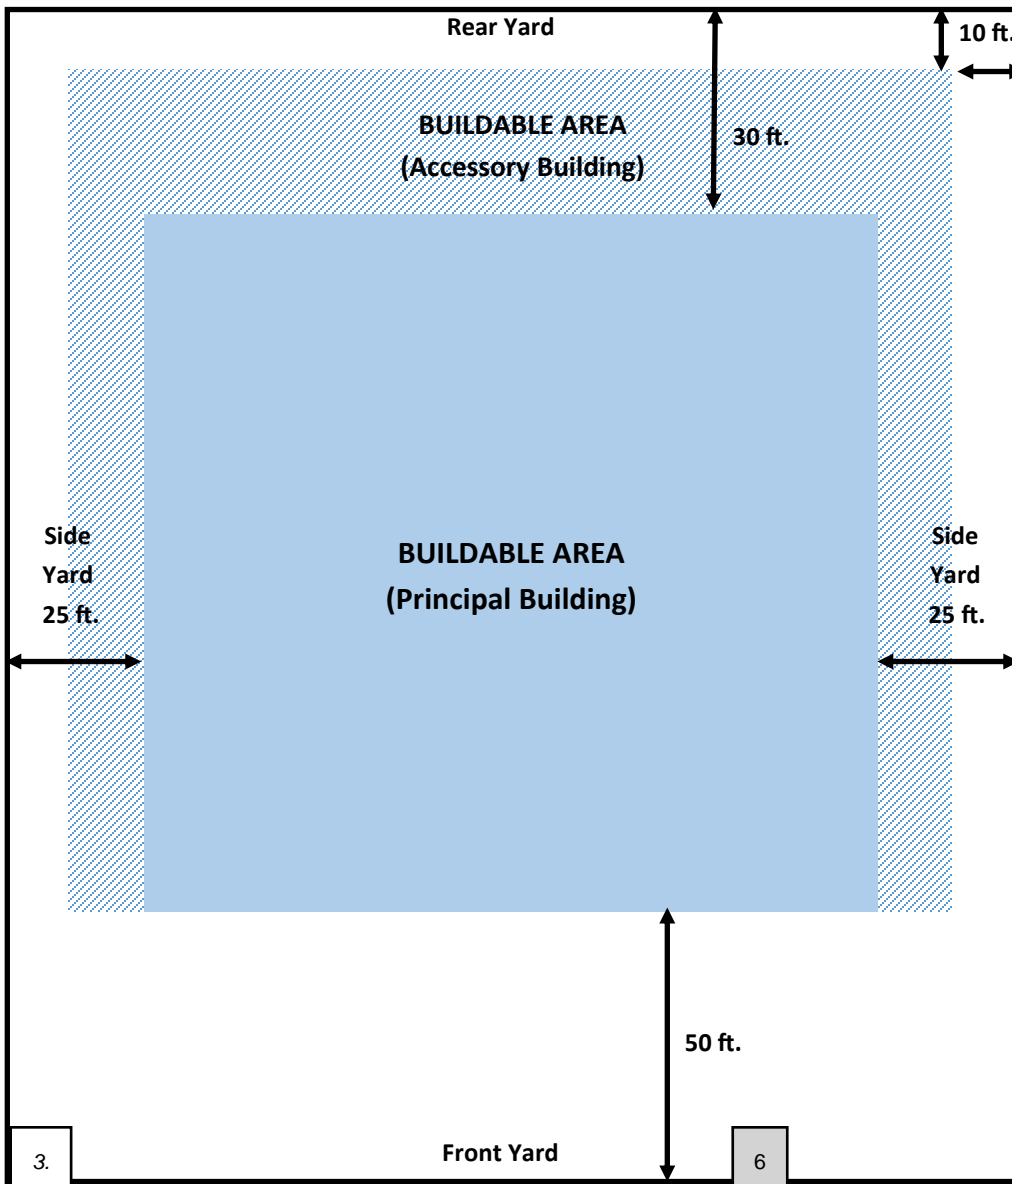 Rear Yard
10 ft.
BUILDABLE AREA
(Accessory Building)
30 ft.
Side
Yard
25 ft.
BUILDABLE AREA
(Principal Building)
Side
Yard
25 ft.
50 ft.
3.
Front Yard
6